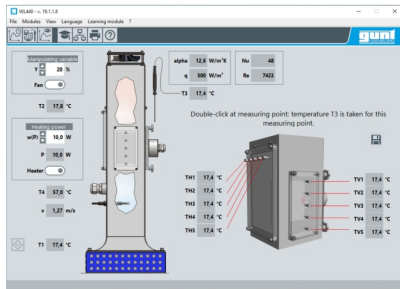 WL440 - v. 19.1.1.8
File Modules View Language Learning module ?
gunt
Manipulating variable
Y 20 %
Fan
T2 17,4 °C
Heating power
w(P) 10,0 W
P 10,0 W
Heater
T4 57,0 °C
v 1,27 m/s
T1 17,4 °C
alpha 12,6 W/m²K
q 500 W/m²
Nu 48
Re 7423
T3 17,4 °C
Double-click at measuring point: temperature T3 is taken for this
measuring point.
TH1 17,4 °C
TH2 17,4 °C
TH3 17,4 °C
TH4 17,4 °C
TH5 17,4 °C
TV1 17,4 °C
TV2 17,4 °C
TV3 17,4 °C
TV4 17,4 °C
TV5 17,4 °C